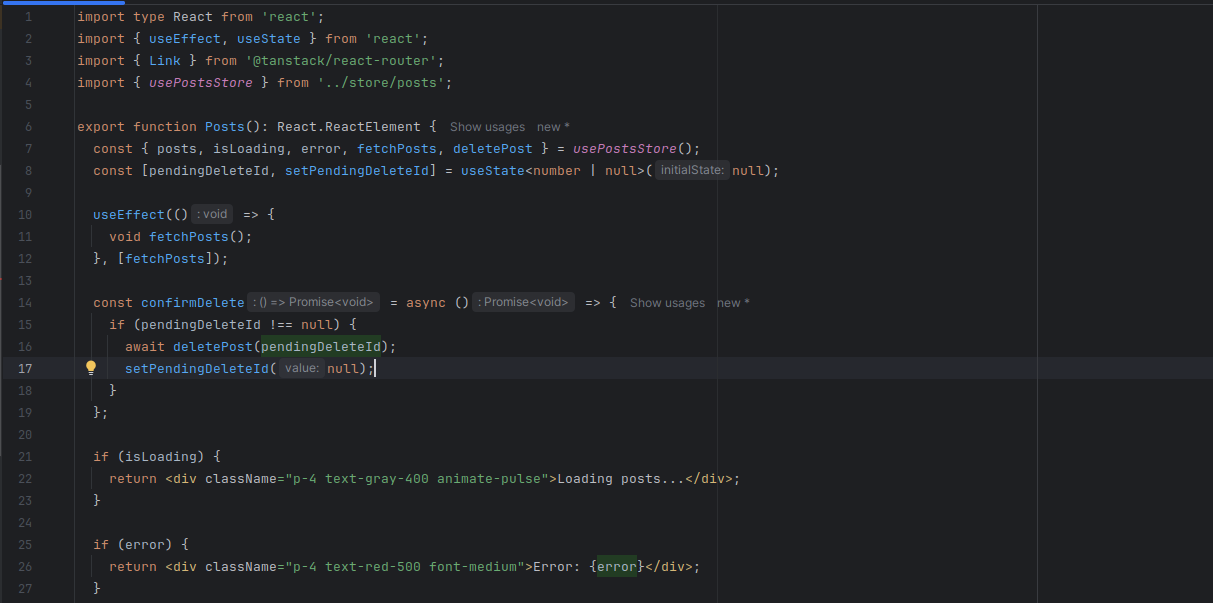 1 import type React from 'react';
2 import { useEffect, useState } from 'react';
3 import { Link } from '@tanstack/react-router';
4 import { usePostsStore } from '../store/posts';
5
6 export function Posts(): React.ReactElement { Show usages new *
7 const { posts, isLoading, error, fetchPosts, deletePost } = usePostsStore();
8 const [pendingDeleteId, setPendingDeleteId] = useState<number | null>( initialState: null);
9
10 useEffect(() : void => {
11 void fetchPosts();
12 }, [fetchPosts]);
13
14 const confirmDelete : () => Promise<void> = async () : Promise<void> => { Show usages new *
15 if (pendingDeleteId !== null) {
16 await deletePost(pendingDeleteId);
17 setPendingDeleteId( value: null);
18 }
19 };
20
21 if (isLoading) {
22 return <div className="p-4 text-gray-400 animate-pulse">Loading posts...</div>;
23 }
24
25 if (error) {
26 return <div className="p-4 text-red-500 font-medium">Error: {error}</div>;
27 }